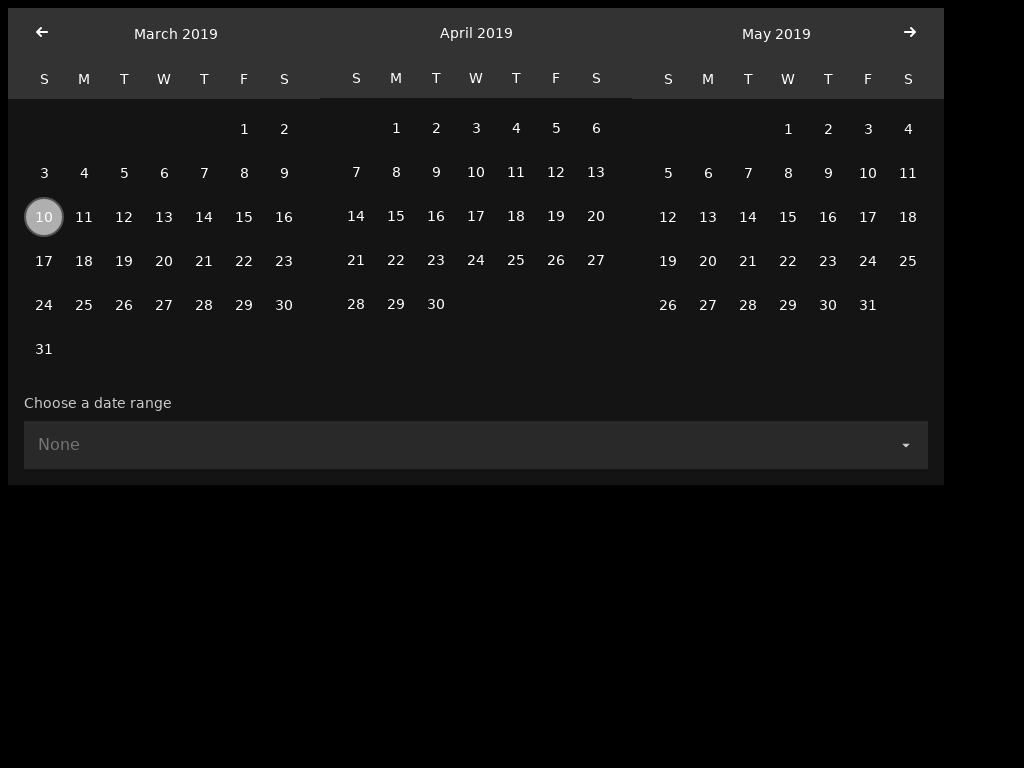 March 2019
S M T W T F S
1 2
3 4 5 6 7 8 9
10 11 12 13 14 15 16
17 18 19 20 21 22 23
24 25 26 27 28 29 30
31
April 2019
S M T W T F S
1 2 3 4 5 6
7 8 9 10 11 12 13
14 15 16 17 18 19 20
21 22 23 24 25 26 27
28 29 30
May 2019
S M T W T F S
1 2 3 4
5 6 7 8 9 10 11
12 13 14 15 16 17 18
19 20 21 22 23 24 25
26 27 28 29 30 31
Choose a date range
None